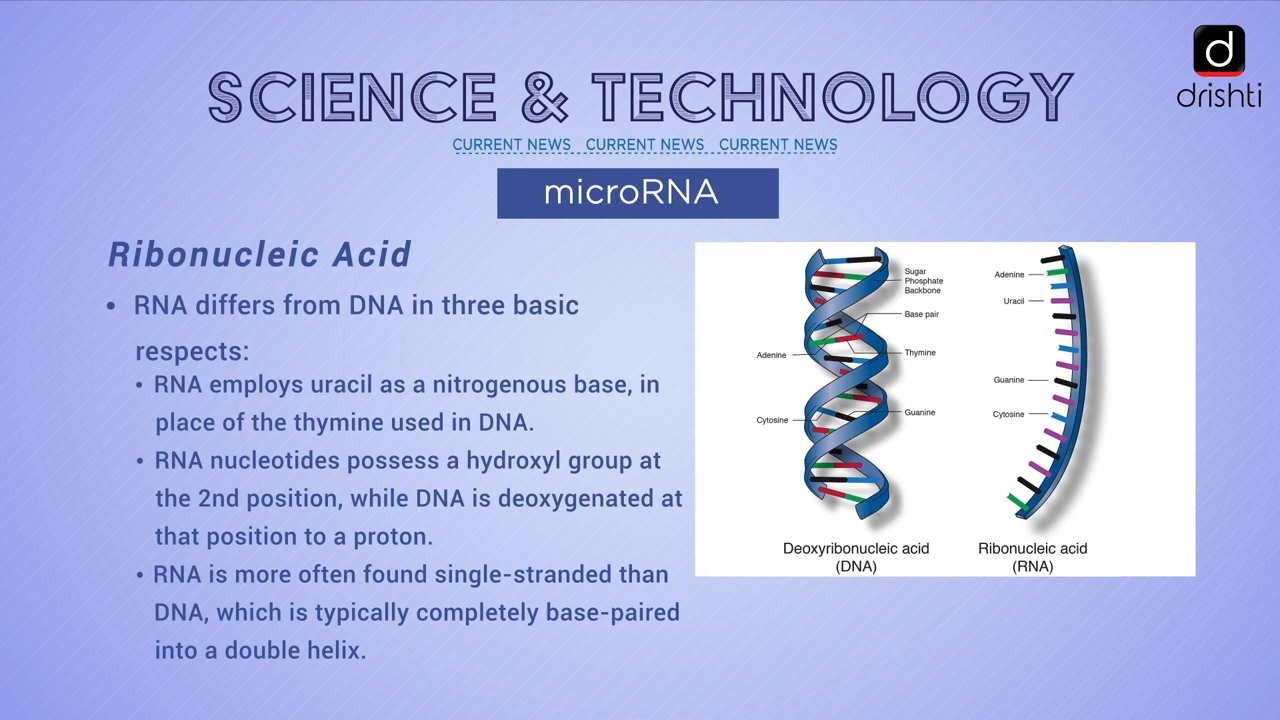 d
drishti
SCIENCE & TECHNOLOGY
CURRENT NEWS CURRENT NEWS CURRENT NEWS
microRNA
Ribonucleic Acid
• RNA differs from DNA in three basic
respects:
• RNA employs uracil as a nitrogenous base, in
place of the thymine used in DNA.
• RNA nucleotides possess a hydroxyl group at
the 2nd position, while DNA is deoxygenated at
that position to a proton.
• RNA is more often found single-stranded than
DNA, which is typically completely base-paired
into a double helix.
Sugar
Phosphate
Backbone
Base pair
Adenine
Thymine
Cytosine
Guanine
Deoxyribonucleic acid
(DNA)
Adenine
Uracil
Guanine
Cytosine
Ribonucleic acid
(RNA)